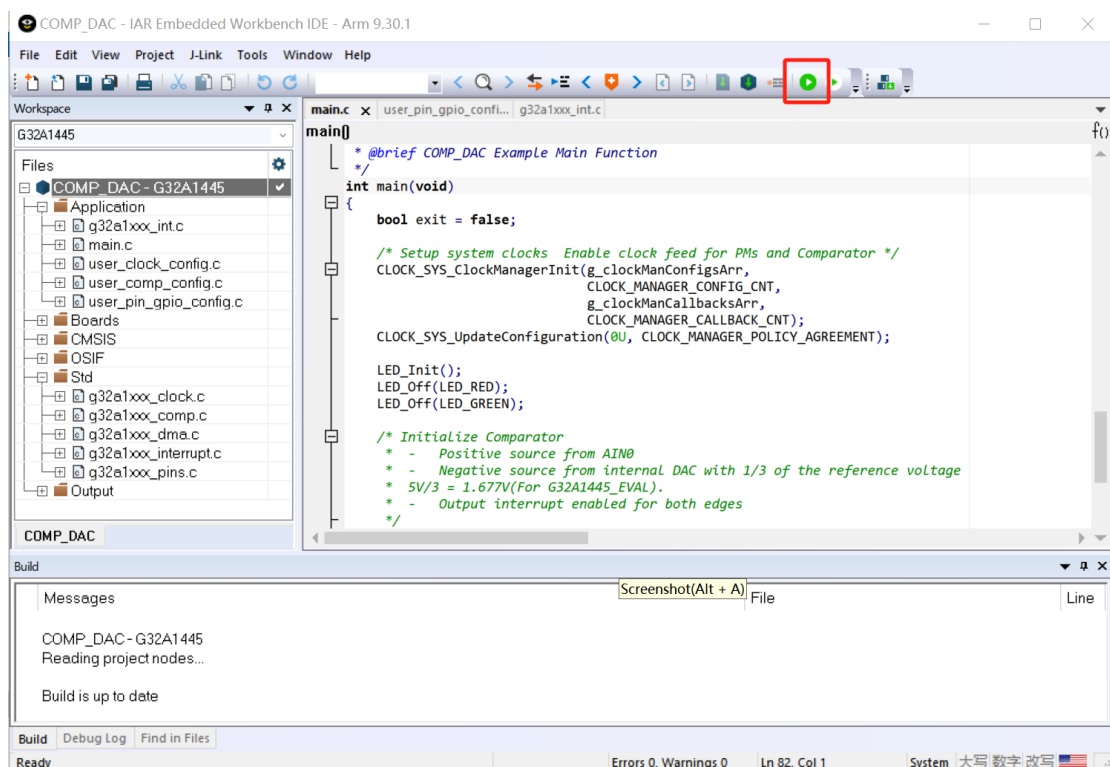 COMP_DAC - IAR Embedded Workbench IDE - Arm 9.30.1
File Edit View Project J-Link Tools Window Help
Workspace
main.c user_pin_gpio_confi... g32a1xxx_int.c
G32A1445
main() f()
Files
COMP_DAC - G32A1445
Application
g32a1xxx_int.c
main.c
user_clock_config.c
user_comp_config.c
user_pin_gpio_config.c
Boards
CMSIS
OSIF
Std
g32a1xxx_clock.c
g32a1xxx_comp.c
g32a1xxx_dma.c
g32a1xxx_interrupt.c
g32a1xxx_pins.c
Output
COMP_DAC
* @brief COMP_DAC Example Main Function
*/
int main(void)
{
bool exit = false;
/* Setup system clocks  Enable clock feed for PMs and Comparator */
CLOCK_SYS_ClockManagerInit(g_clockManConfigsArr,
CLOCK_MANAGER_CONFIG_CNT,
g_clockManCallbacksArr,
CLOCK_MANAGER_CALLBACK_CNT);
CLOCK_SYS_UpdateConfiguration(0U, CLOCK_MANAGER_POLICY_AGREEMENT);
LED_Init();
LED_Off(LED_RED);
LED_Off(LED_GREEN);
/* Initialize Comparator
*  -   Positive source from AIN0
*  -   Negative source from internal DAC with 1/3 of the reference voltage
*  5V/3 = 1.677V(For G32A1445_EVAL).
*  -   Output interrupt enabled for both edges
*/
Build
Screenshot(Alt + A)
Messages File Line
COMP_DAC - G32A1445
Reading project nodes...
Build is up to date
Build Debug Log Find in Files
Ready Errors 0, Warnings 0 Ln 82, Col 1 System 大写 数字 改写